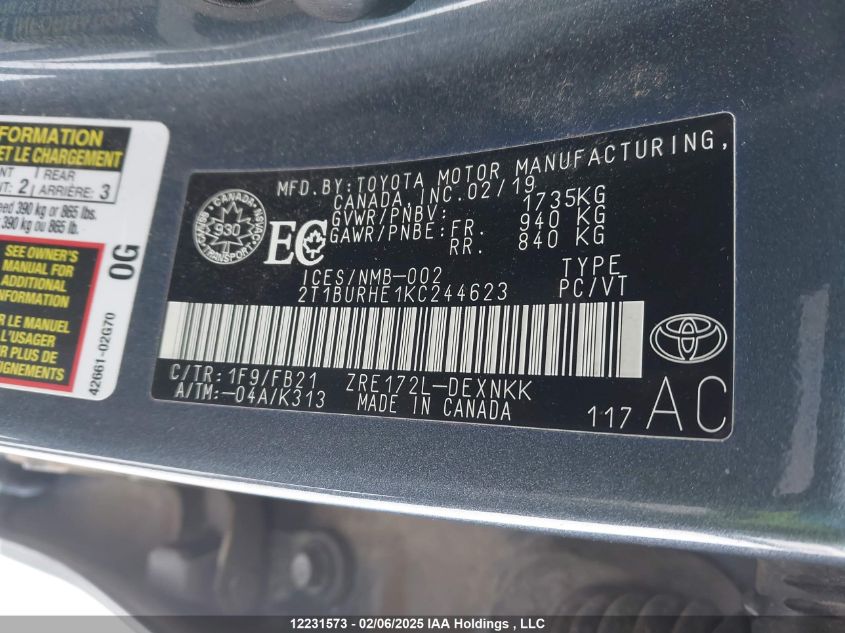 FORMATION
ET LE CHARGEMENT
REAR
2 ARRIÈRE: 3
390 kg or 865 lbs.
390 kg ou 865 lb.
SEE OWNER'S
MANUAL FOR
ADDITIONAL
INFORMATION
LE MANUEL
L'USAGER
PLUS DE
0G
42661-02G70
MFD.BY:TOYOTA MOTOR MANUFACTURING,
CANADA, INC.02/19
GVWR/PNBV: 1735KG
GAWR/PNBE:FR. 940 KG
RR. 840 KG
CANADA
930
TRANSPORT
EC
ICES/NMB-002 TYPE
2T1BURHE1KC244623 PC/VT
C/TR:1F9/FB21 ZRE172L-DEXNKK
A/TM:-04A/K313 MADE IN CANADA
117 AC
12231573 - 02/06/2025 IAA Holdings , LLC